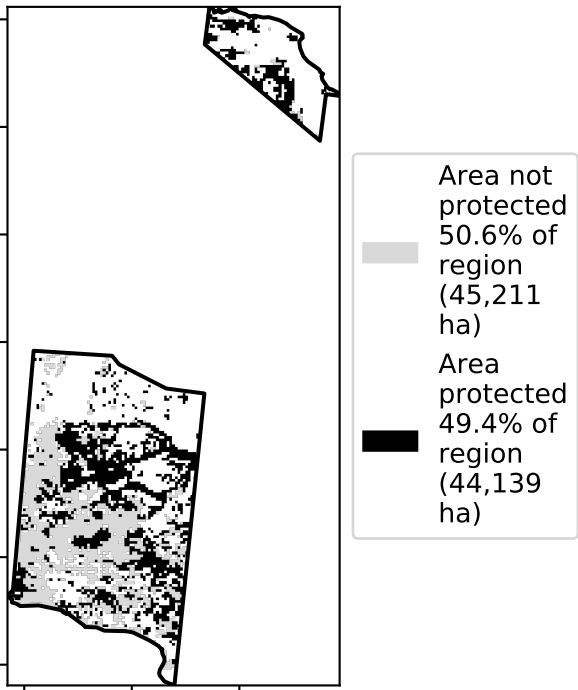 Area not
protected
50.6% of
region
(45,211
ha)
Area
protected
49.4% of
region
(44,139
ha)